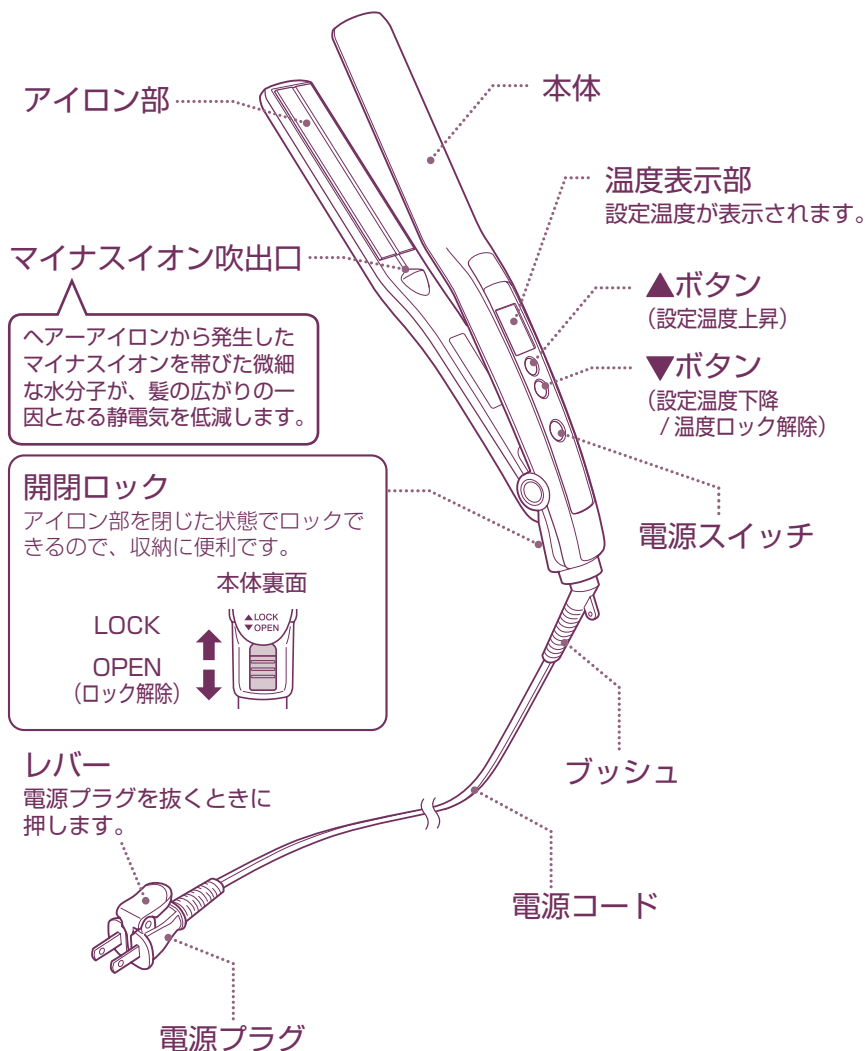 アイロン部
本体
温度表示部
設定温度が表示されます。
マイナスイオン吹出口
▲ボタン
（設定温度上昇）
ヘアーアイロンから発生した
マイナスイオンを帯びた微細
な水分子が、髪の広がりの一
因となる静電気を低減します。
▼ボタン
（設定温度下降
/ 温度ロック解除）
開閉ロック
アイロン部を閉じた状態でロックで
きるので、収納に便利です。
本体裏面
LOCK
▲LOCK
▼OPEN
OPEN
（ロック解除）
電源スイッチ
レバー
電源プラグを抜くときに
押します。
ブッシュ
電源コード
電源プラグ